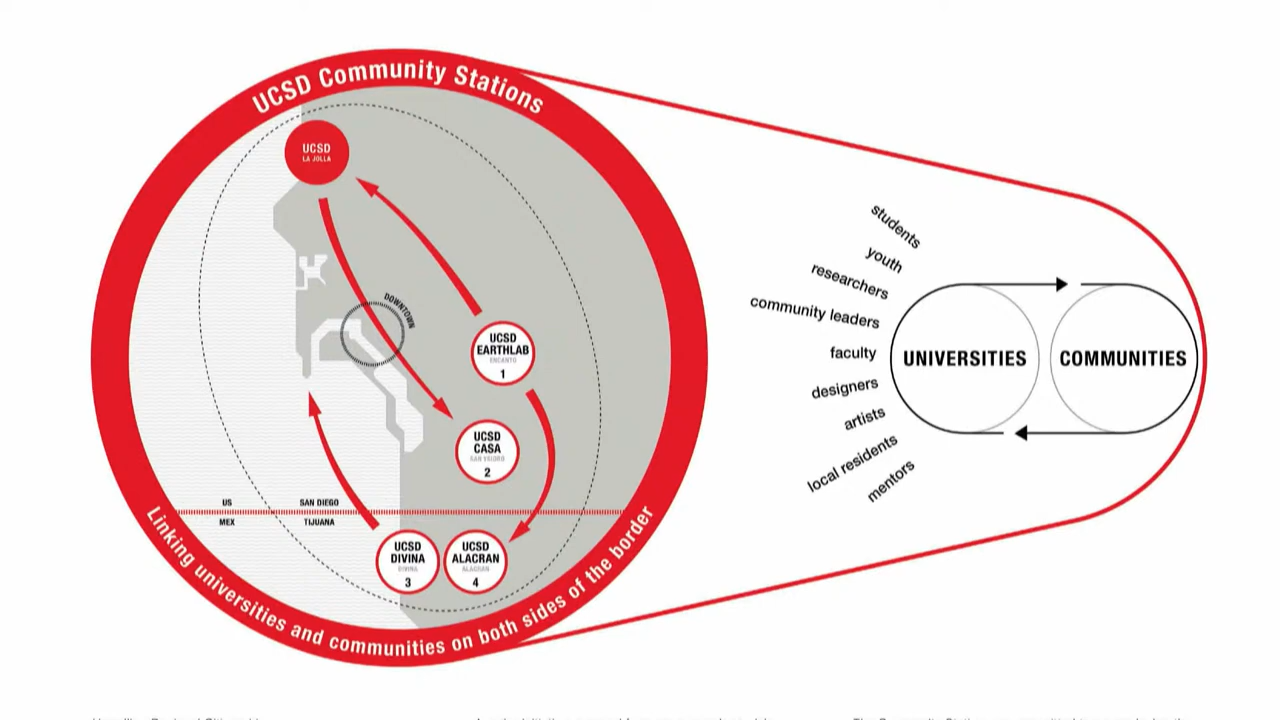 UCSD Community Stations
UCSD
LA JOLLA
DOWNTOWN
UCSD
EARTHLAB
ENCANTO
1
UCSD
CASA
SAN YSIDRO
2
US
SAN DIEGO
MEX
TIJUANA
UCSD
DIVINA
DIVINA
3
UCSD
ALACRAN
ALACRAN
4
Linking universities and communities on both sides of the border
students
youth
researchers
community leaders
faculty
designers
artists
local residents
mentors
UNIVERSITIES
COMMUNITIES